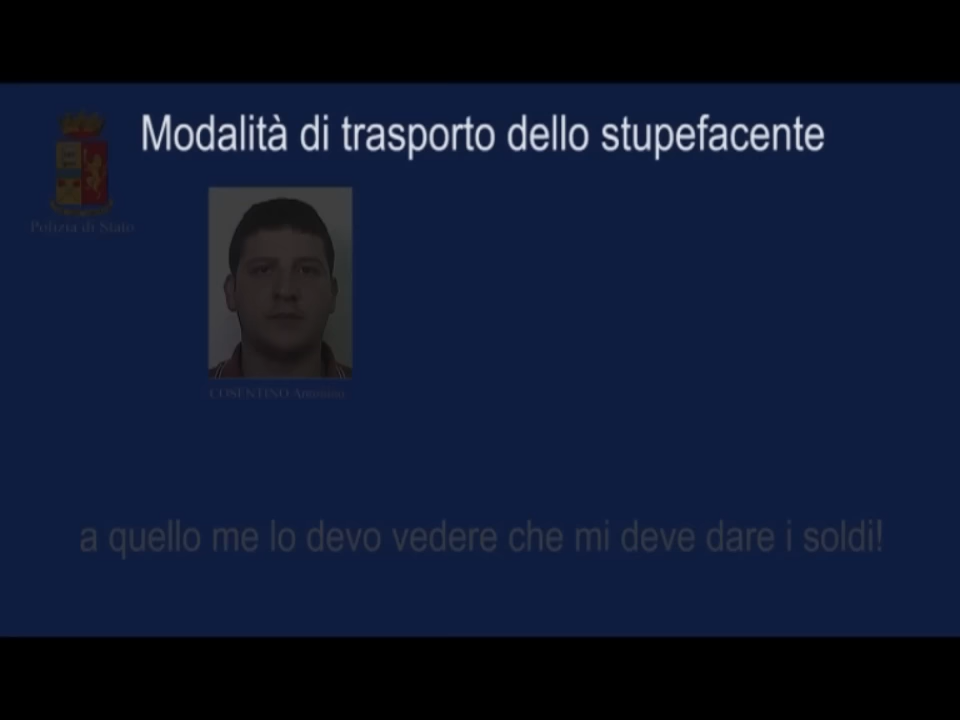 Modalità di trasporto dello stupefacente
Polizia di Stato
COSENTINO
a quello me lo devo vedere che mi deve dare i soldi!